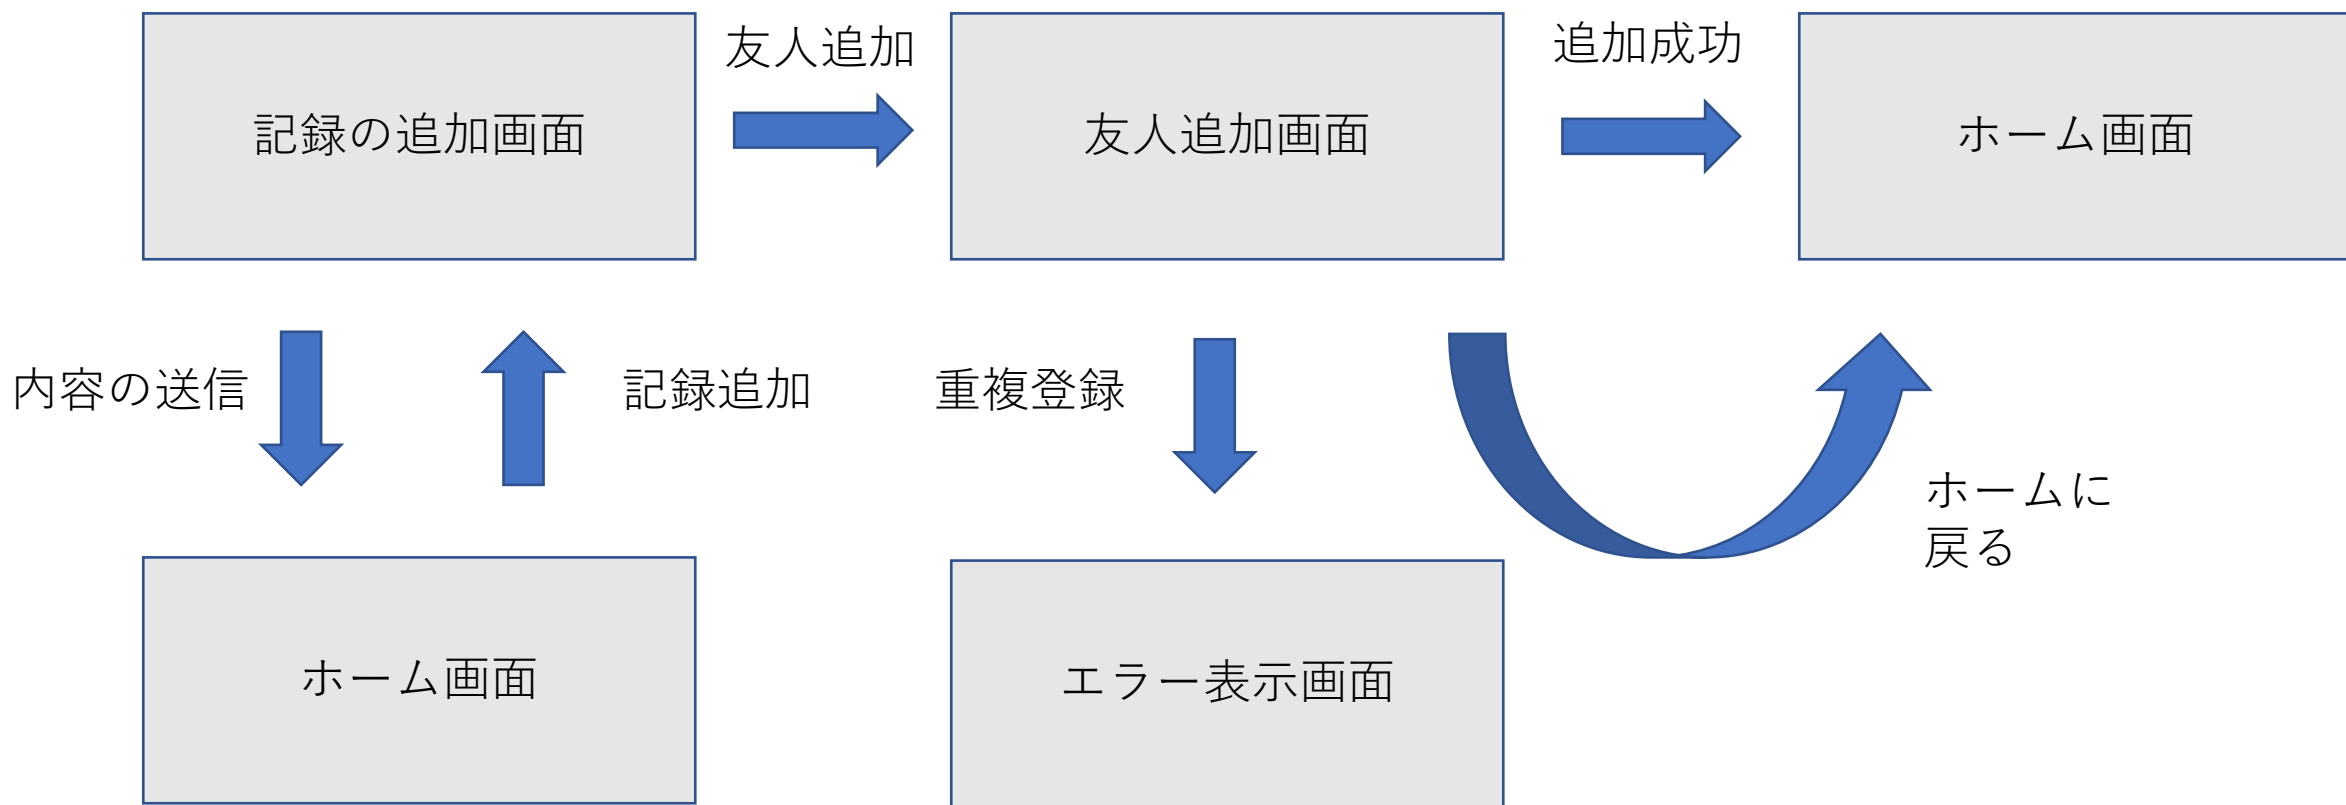 友人追加
追加成功
記録の追加画面
友人追加画面
ホーム画面
内容の送信
記録追加
重複登録
ホームに
戻る
ホーム画面
エラー表示画面